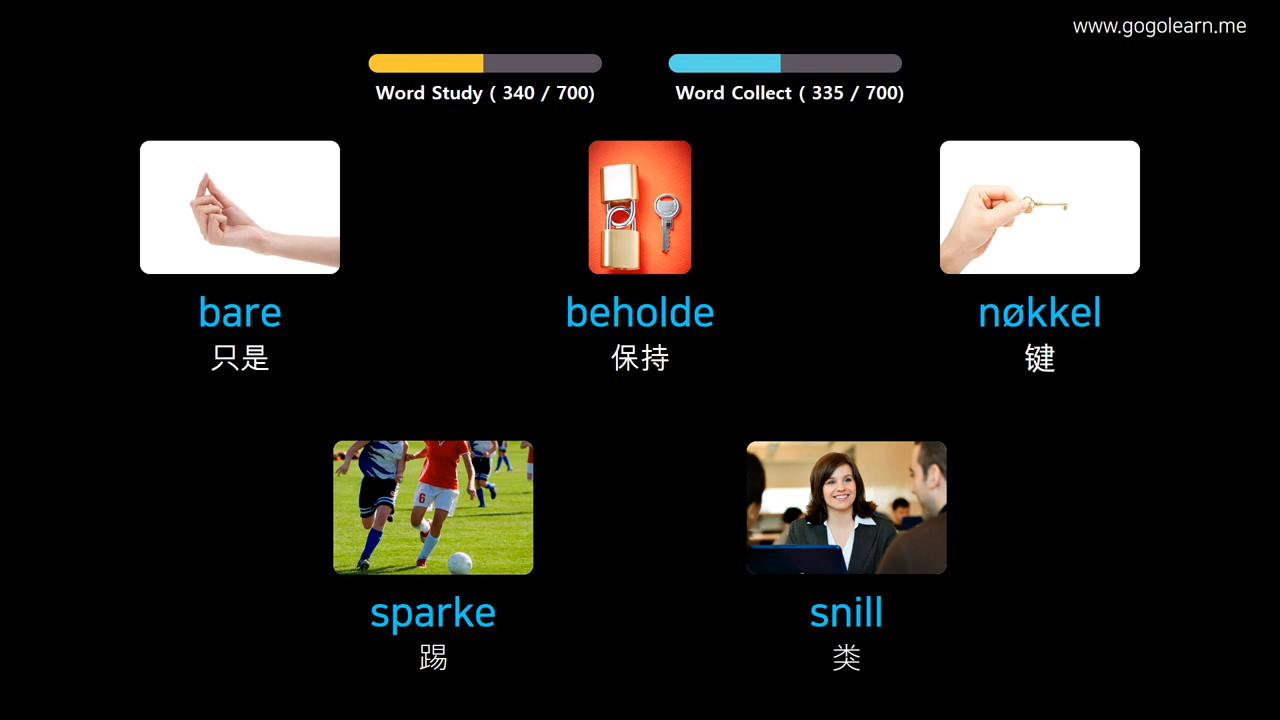 www.gogolearn.me
Word Study ( 340 / 700)
Word Collect ( 335 / 700)
bare
只是
beholde
保持
nøkkel
键
6
sparke
踢
snill
类